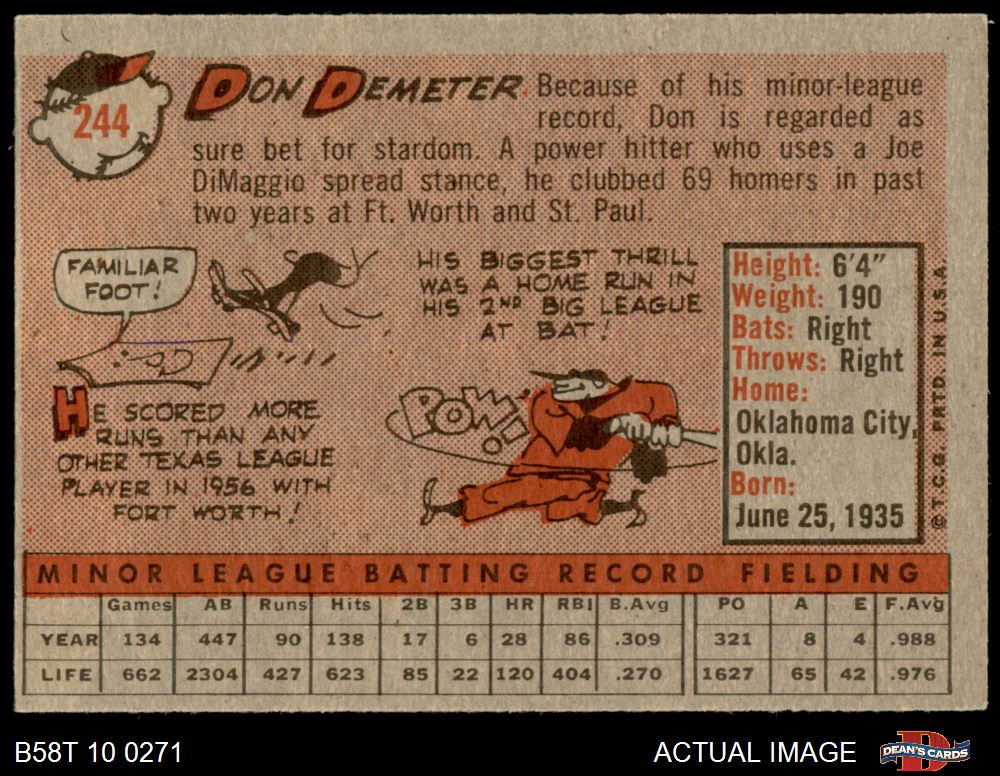 244
DON DEMETER Because of his minor-league
record, Don is regarded as
sure bet for stardom. A power hitter who uses a Joe
DiMaggio spread stance, he clubbed 69 homers in past
two years at Ft. Worth and St. Paul.
FAMILIAR
FOOT!
HE SCORED MORE
RUNS THAN ANY
OTHER TEXAS LEAGUE
PLAYER IN 1956 WITH
FORT WORTH!
HIS BIGGEST THRILL
WAS A HOME RUN IN
HIS 2ND BIG LEAGUE
AT BAT!
POW!
Height: 6'4"
Weight: 190
Bats: Right
Throws: Right
Home:
Oklahoma City,
Okla.
Born:
June 25, 1935
© T.C.G. PRTD. IN U.S.A.
MINOR LEAGUE BATTING RECORD FIELDING
Games AB Runs Hits 2B 3B HR RBI B.Avg PO A E F.Avg
YEAR 134 447 90 138 17 6 28 86 .309 321 8 4 .988
LIFE 662 2304 427 623 85 22 120 404 .270 1627 65 42 .976
B58T 10 0271
ACTUAL IMAGE
DEAN'S CARDS